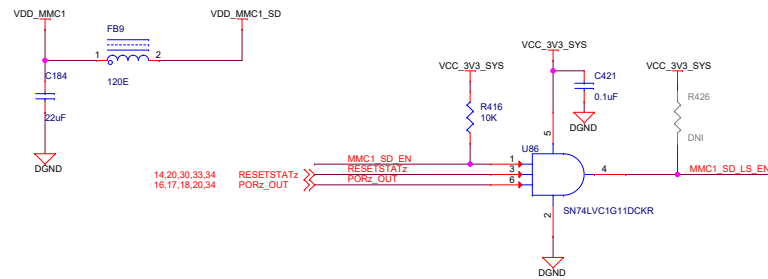 VDD_MMC1
VDD_MMC1_SD
FB9
1
2
120E
C184
22uF
DGND
VCC_3V3_SYS
VCC_3V3_SYS
VCC_3V3_SYS
C421
0.1uF
DGND
R416
10K
R426
DNI
5
U86
MMC1_SD_EN
1
14,20,30,33,34 RESETSTATz
RESETSTATz
3
16,17,18,20,34 PORz_OUT
PORz_OUT
6
4
MMC1_SD_LS_EN
2
SN74LVC1G11DCKR
DGND